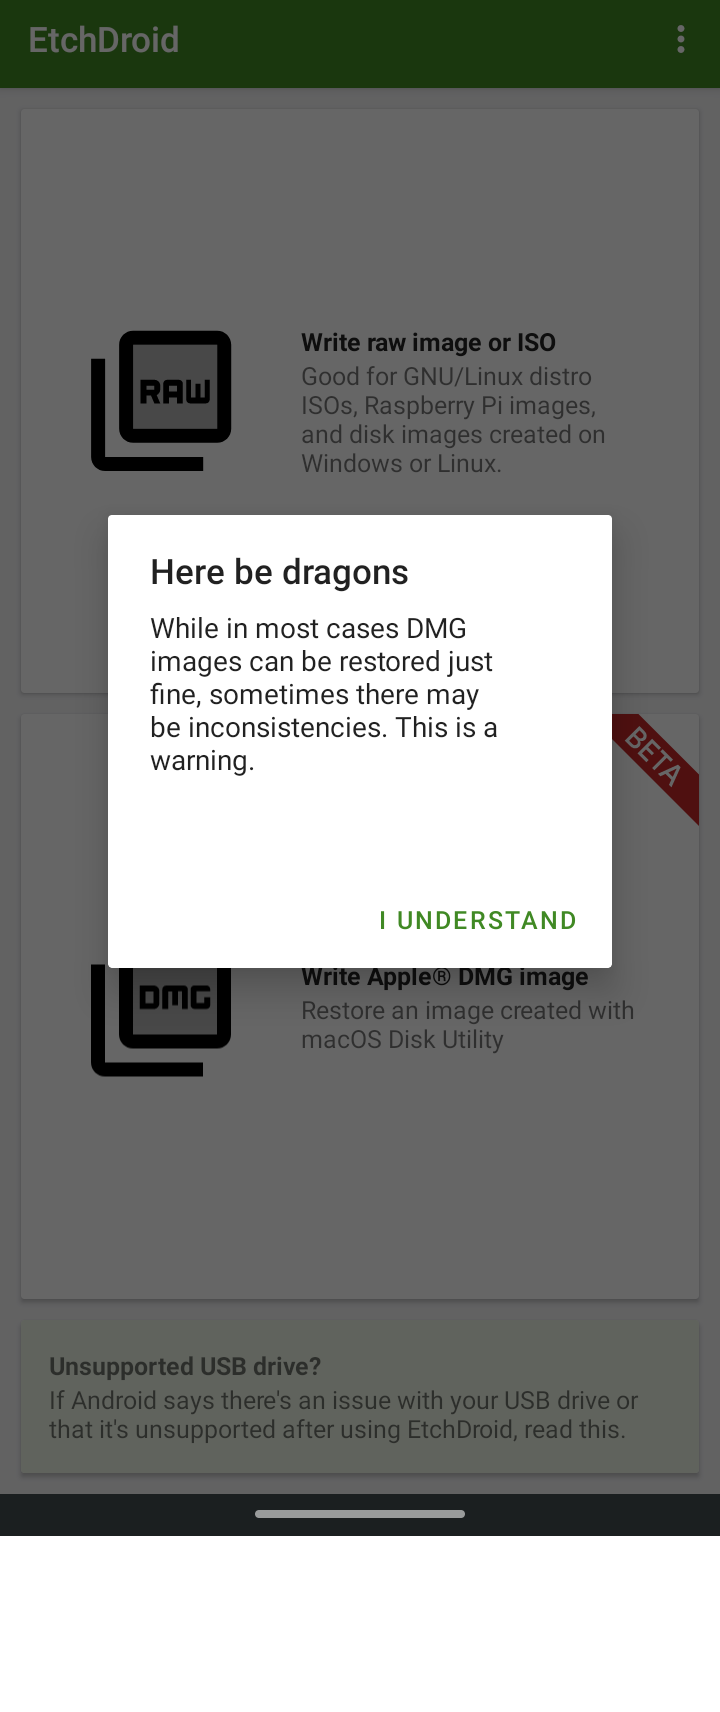 EtchDroid
RAW
Write raw image or ISO
Good for GNU/Linux distro
ISOs, Raspberry Pi images,
and disk images created on
Windows or Linux.
Here be dragons
While in most cases DMG
images can be restored just
fine, sometimes there may
be inconsistencies. This is a
warning.
I UNDERSTAND
BETA
DMG
Write Apple® DMG image
Restore an image created with
macOS Disk Utility
Unsupported USB drive?
If Android says there's an issue with your USB drive or
that it's unsupported after using EtchDroid, read this.